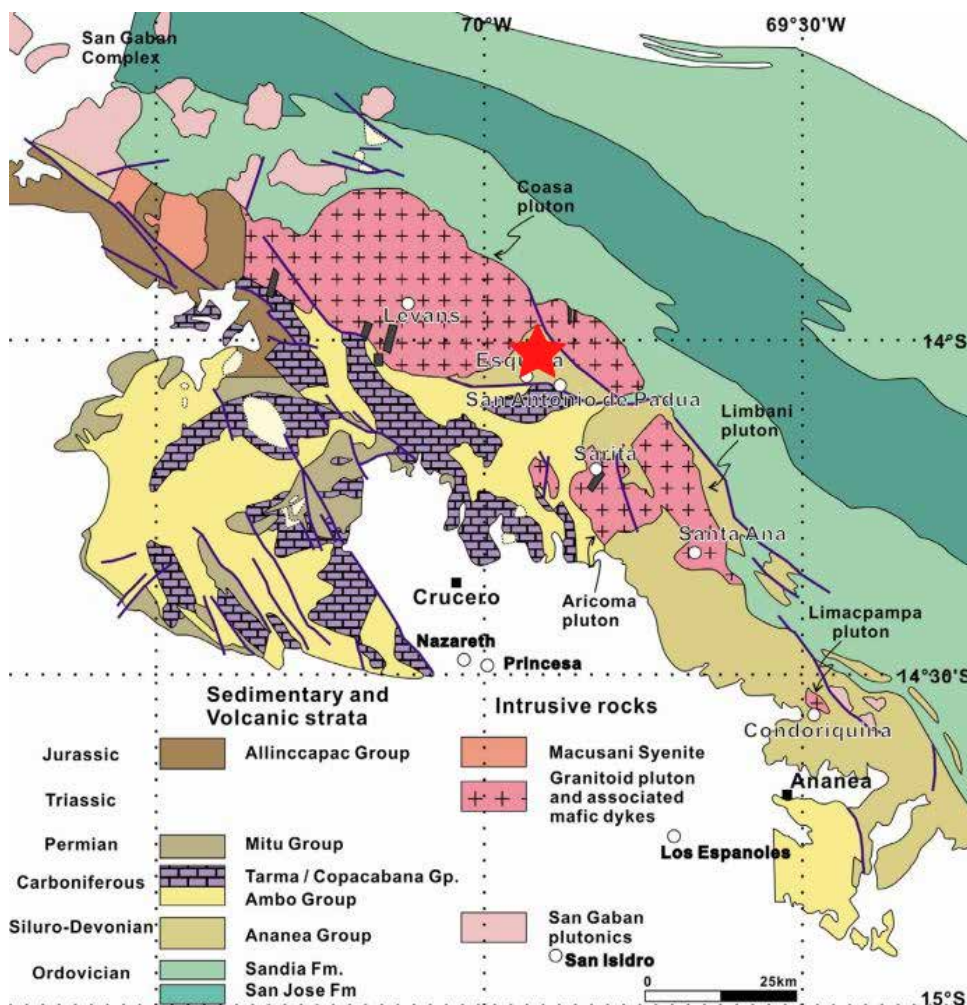 70°W
69°30'W
San Gaban
Complex
Coasa
pluton
Levans
14°S
San Antonio de Padua
Limbani
pluton
Sarita
Santa Ana
Crucero
Aricoma
pluton
Limacpampa
pluton
Nazareth
Princesa
14°30'S
Condoriquina
Ananea
Los Espanoles
Sedimentary and
Volcanic strata
Intrusive rocks
Jurassic
Allinccapac Group
Macusani Syenite
Triassic
Granitoid pluton
and associated
mafic dykes
Permian
Mitu Group
Carboniferous
Tarma / Copacabana Gp.
Ambo Group
Siluro-Devonian
Ananea Group
San Gaban
plutonics
San Isidro
Ordovician
Sandia Fm.
San Jose Fm
0
25km
15°S